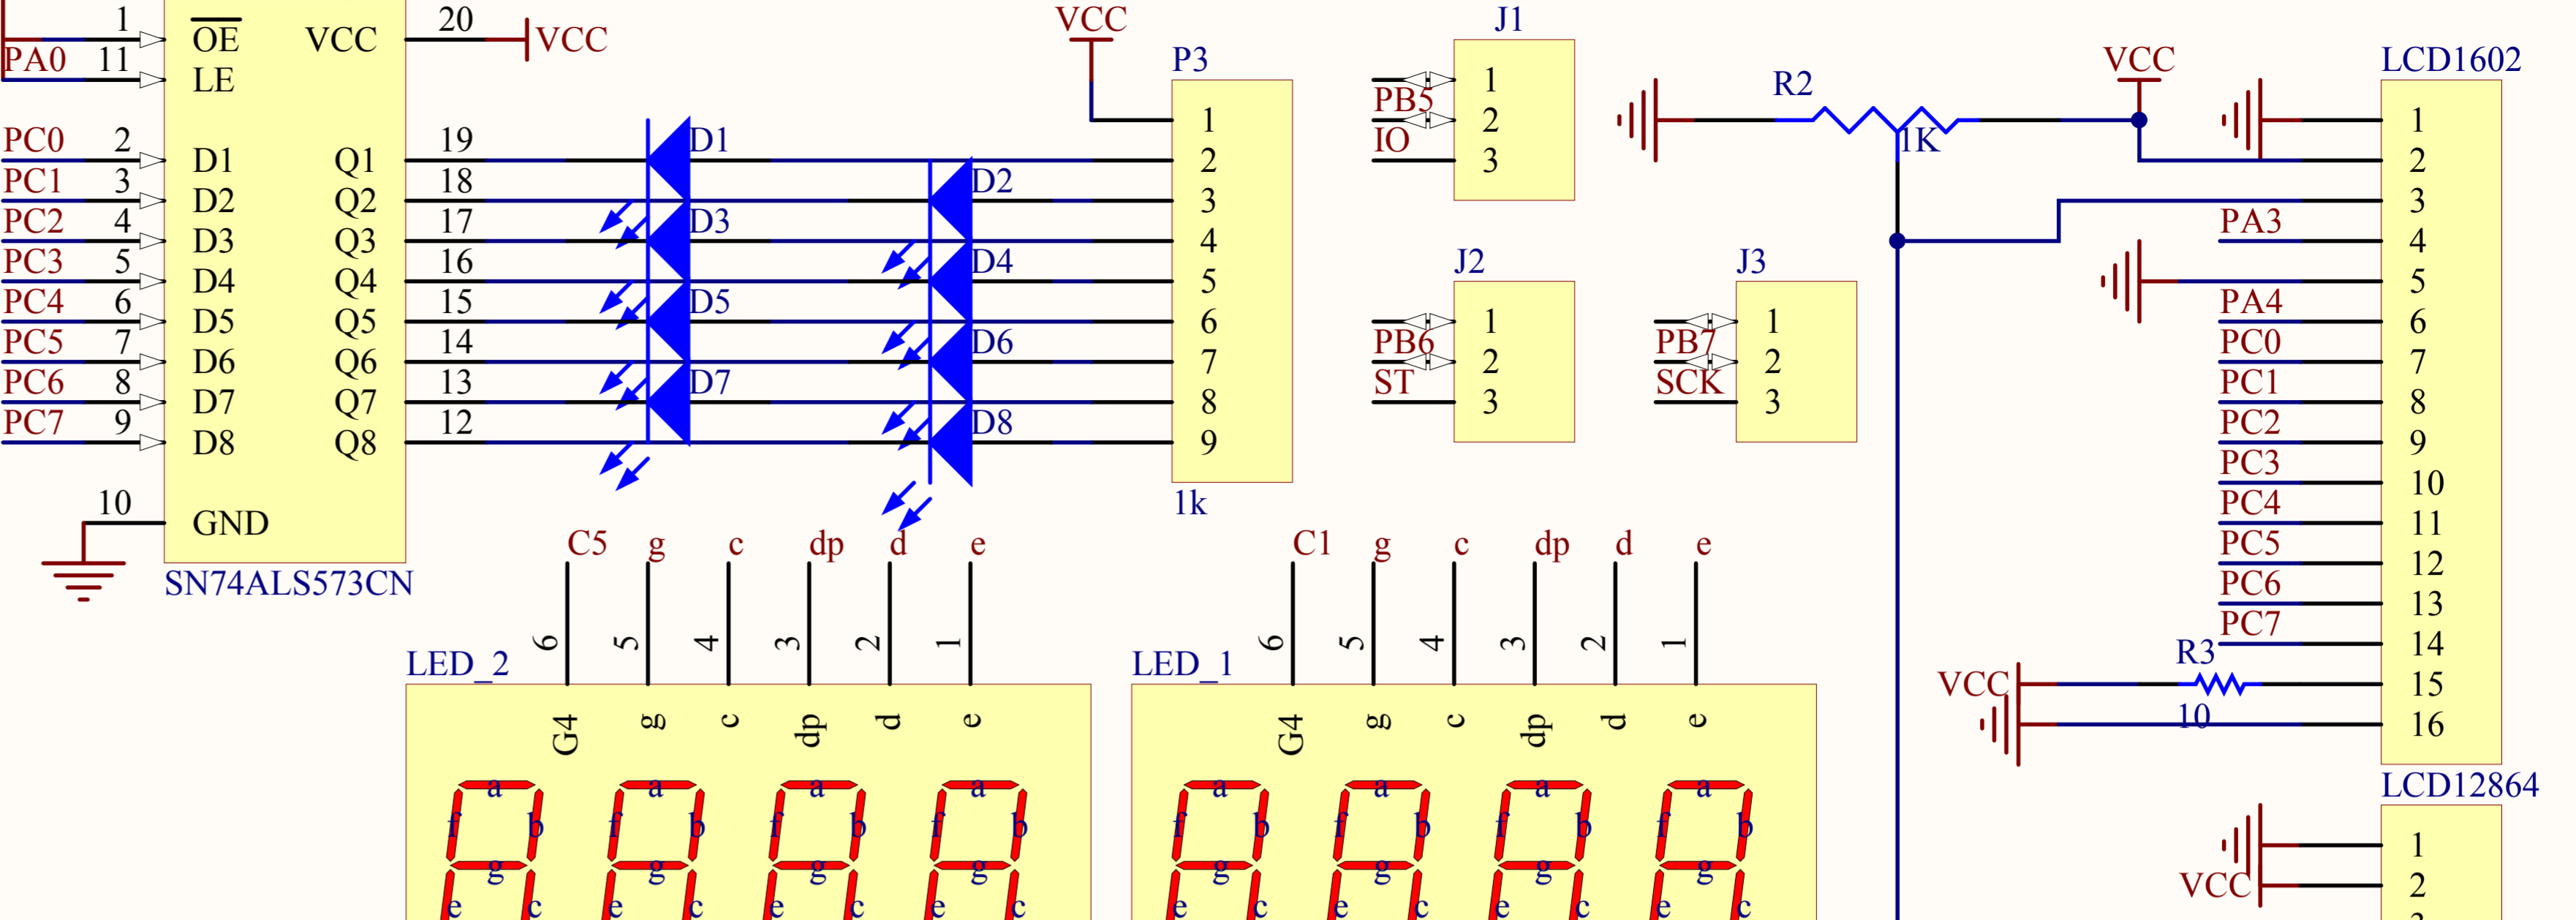 1 OE VCC 20 VCC
PA0 11 LE
PC0 2 D1 Q1 19
PC1 3 D2 Q2 18
PC2 4 D3 Q3 17
PC3 5 D4 Q4 16
PC4 6 D5 Q5 15
PC5 7 D6 Q6 14
PC6 8 D7 Q7 13
PC7 9 D8 Q8 12
10 GND
SN74ALS573CN
D1
D2
D3
D4
D5
D6
D7
D8
VCC
P3
1
2
3
4
5
6
7
8
9
1k
J1
1
PB5
2
IO
3
J2
1
PB6
2
ST
3
J3
1
PB7
2
SCK
3
R2
1K
VCC
LCD1602
1
2
3
PA3 4
5
PA4 6
PC0 7
PC1 8
PC2 9
PC3 10
PC4 11
PC5 12
PC6 13
PC7 14
R3
VCC 15
10
16
LCD12864
1
VCC 2
C5 g c dp d e
6 5 4 3 2 1
LED_2
G4 g c dp d e
a a a a
f b f b f b f b
g g g g
e c e c e c e c
C1 g c dp d e
6 5 4 3 2 1
LED_1
G4 g c dp d e
a a a a
f b f b f b f b
g g g g
e c e c e c e c